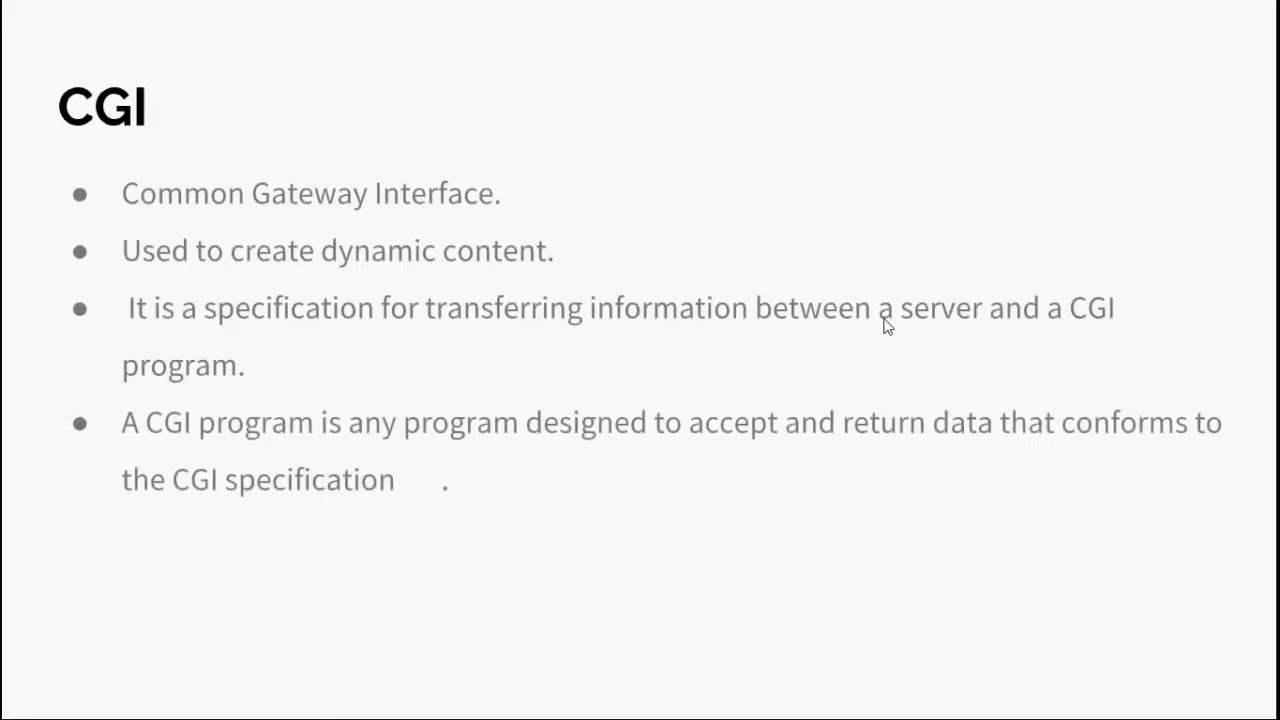 CGI
● Common Gateway Interface.
● Used to create dynamic content.
● It is a specification for transferring information between a server and a CGI
program.
● A CGI program is any program designed to accept and return data that conforms to
the CGI specification .